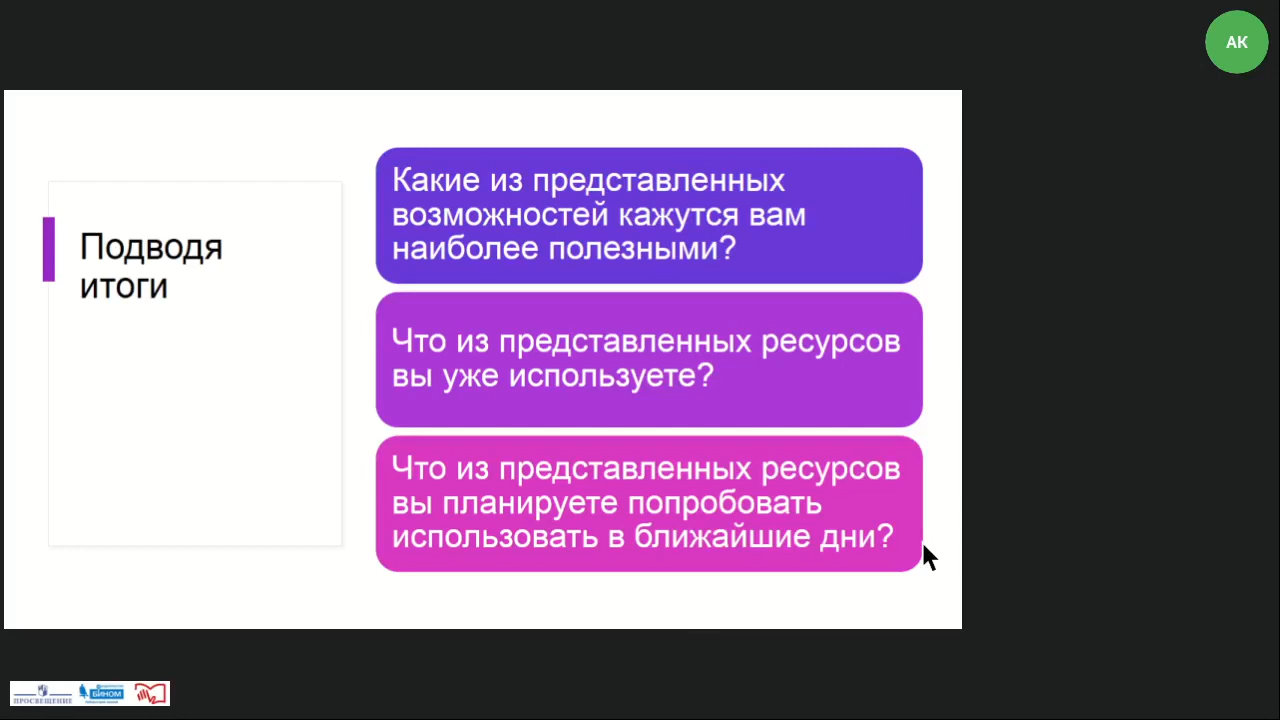 АК
Подводя
итоги
Какие из представленных
возможностей кажутся вам
наиболее полезными?
Что из представленных ресурсов
вы уже используете?
Что из представленных ресурсов
вы планируете попробовать
использовать в ближайшие дни?
ПРОСВЕЩЕНИЕ
БИНОМ